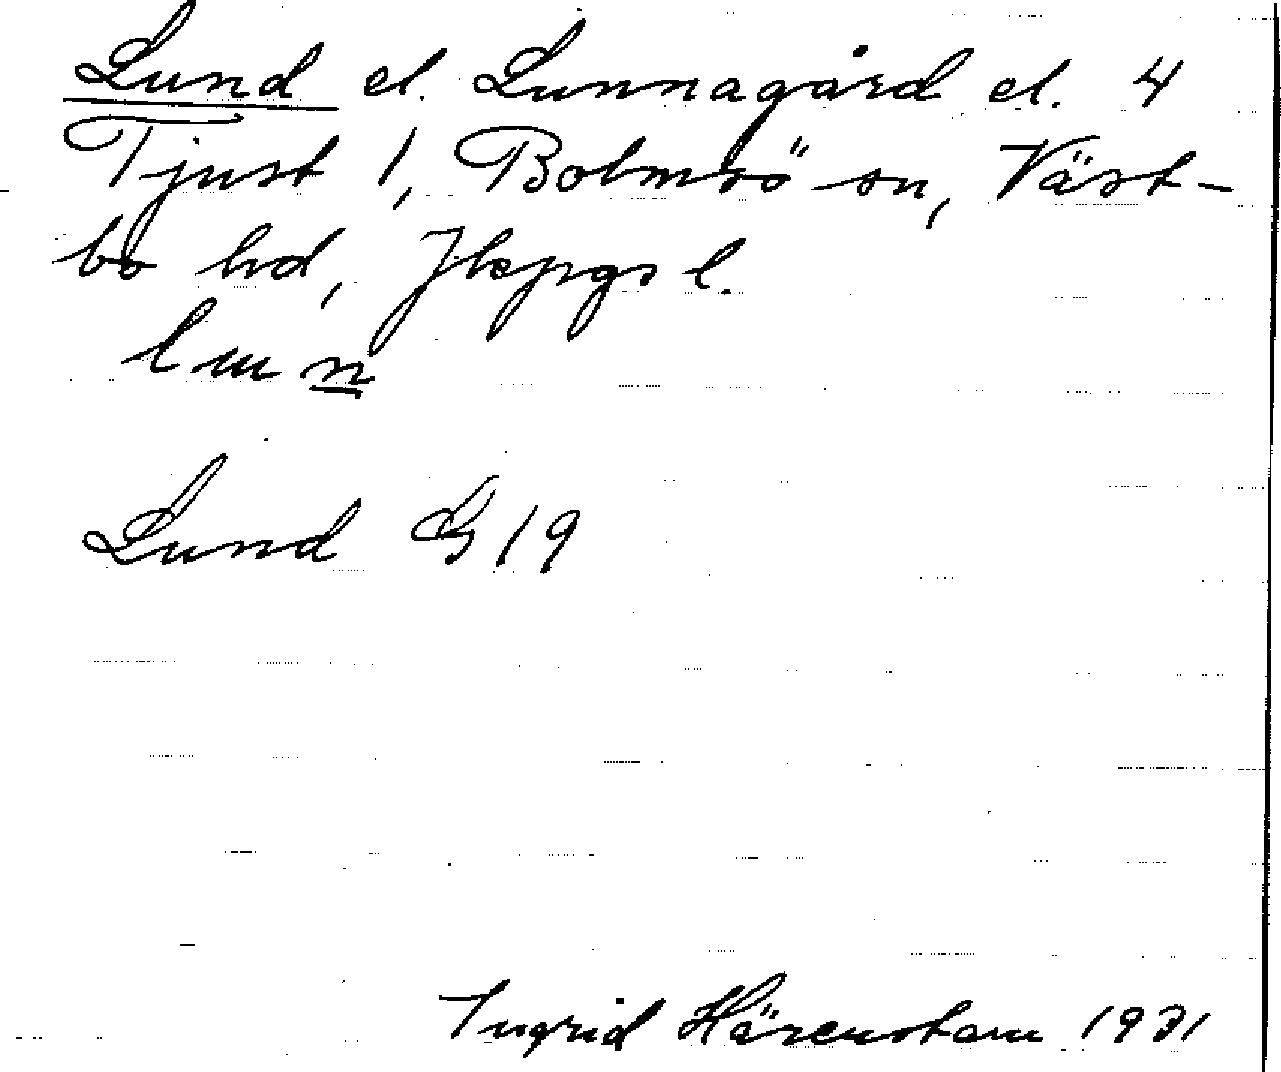 Lund el. Lunnagård el. 4
Tjust 1, Bolmsö sn, Väst-
bo hd, Jkpgs l.
lun
Lund G 19
Ingrid Härenstam 1931